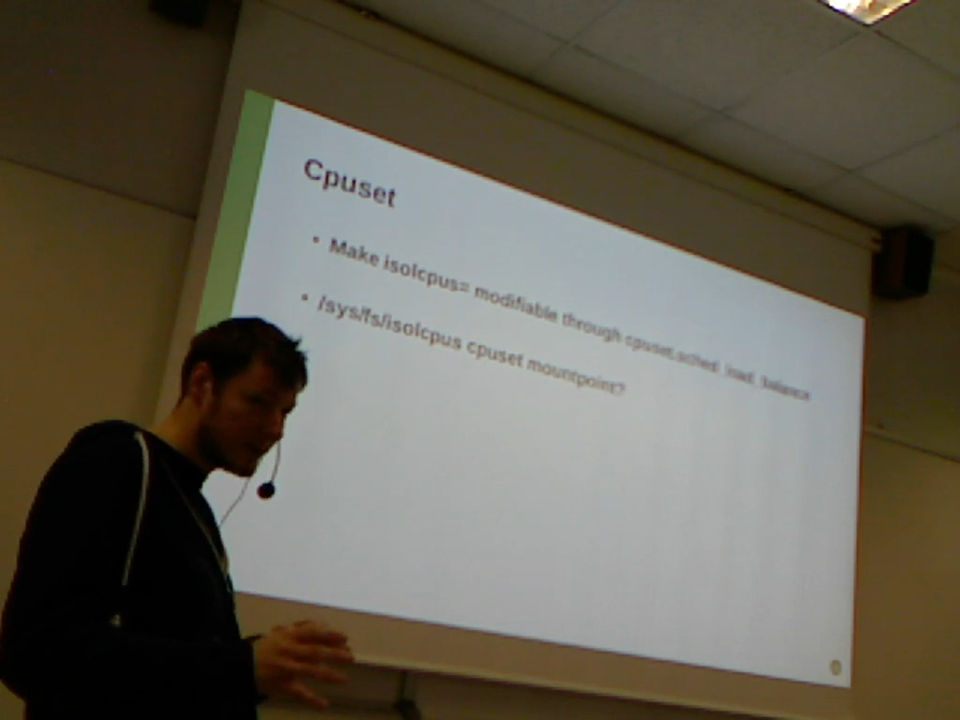 Cpuset
• Make isolcpus= modifiable through cpuset.sched_load_balance
• /sys/fs/isolcpus cpuset mountpoint?